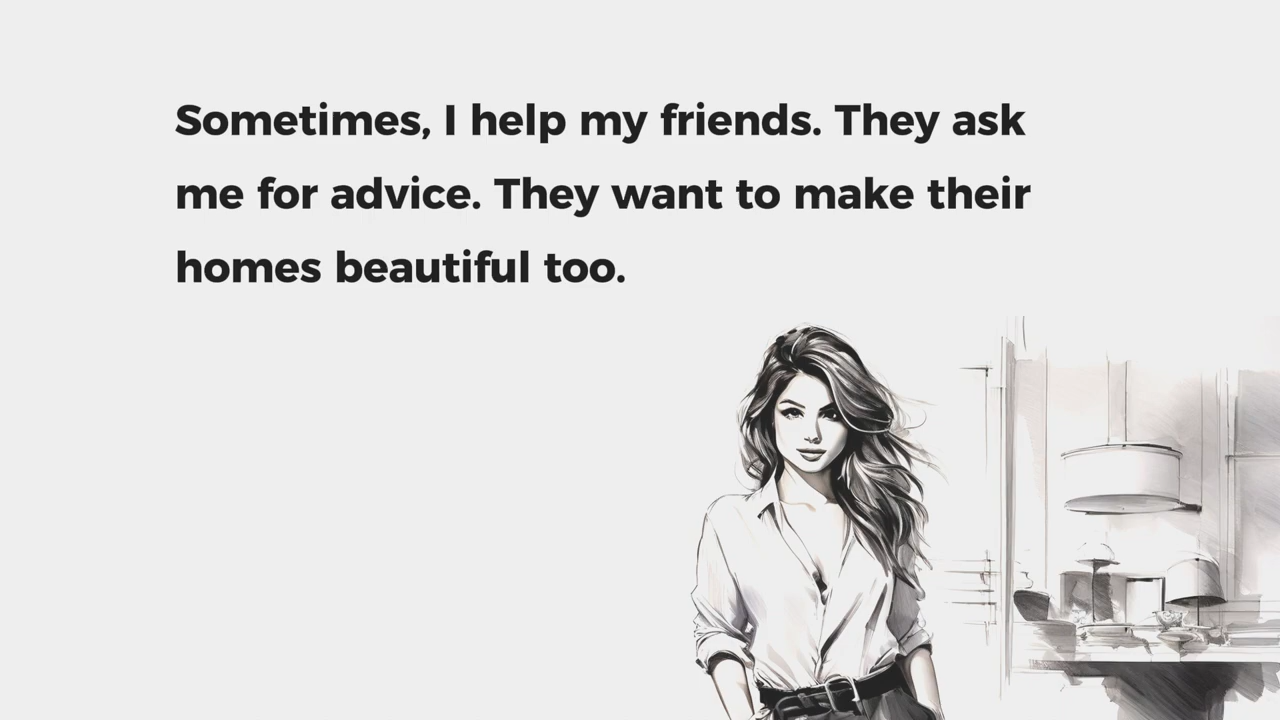 Sometimes, I help my friends. They ask
me for advice. They want to make their
homes beautiful too.